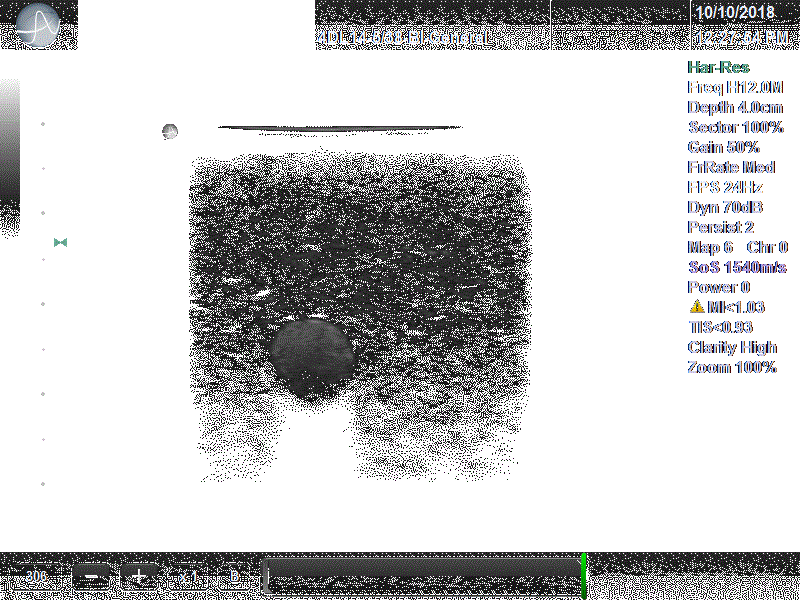 10/10/2018
Har-Res
Freq H12.0M
Depth 4.0cm
Sector 100%
Gain 50%
FrRate Med
FPS 24Hz
Dyn 70dB
Persist 2
Map 6 Chr 0
SoS 1540m/s
Power 0
MI<1.03
TIS<0.93
Clarity High
Zoom 100%
306 − + x 1 B